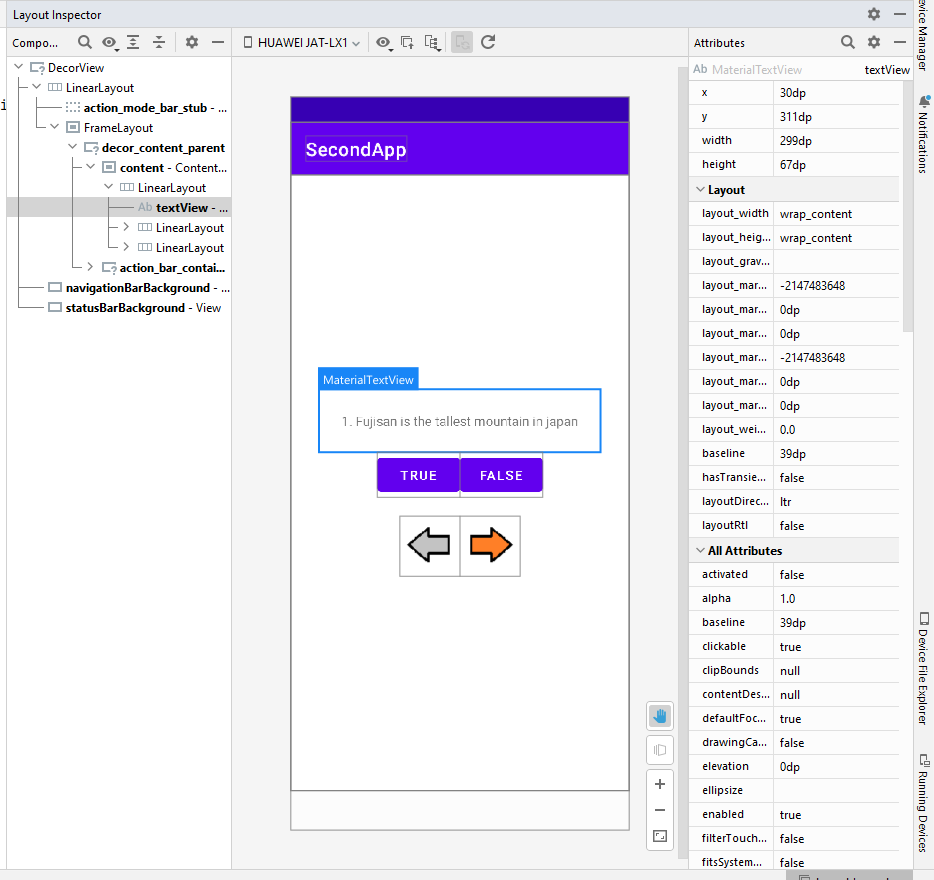 Layout Inspector
Compo...
HUAWEI JAT-LX1
Attributes
DecorView
LinearLayout
action_mode_bar_stub - ...
FrameLayout
decor_content_parent
content - Content...
LinearLayout
Ab textView - ...
LinearLayout
LinearLayout
action_bar_contai...
navigationBarBackground - ...
statusBarBackground - View
SecondApp
MaterialTextView
1. Fujisan is the tallest mountain in japan
TRUE FALSE
Ab MaterialTextView textView
x 30dp
y 311dp
width 299dp
height 67dp
Layout
layout_width wrap_content
layout_heig... wrap_content
layout_grav...
layout_mar... -2147483648
layout_mar... 0dp
layout_mar... 0dp
layout_mar... -2147483648
layout_mar... 0dp
layout_mar... 0dp
layout_wei... 0.0
baseline 39dp
hasTransie... false
layoutDirec... ltr
layoutRtl false
All Attributes
activated false
alpha 1.0
baseline 39dp
clickable true
clipBounds null
contentDes... null
defaultFoc... true
drawingCa... false
elevation 0dp
ellipsize
enabled true
filterTouch... false
fitsSystem... false
Device Manager
Notifications
Device File Explorer
Running Devices